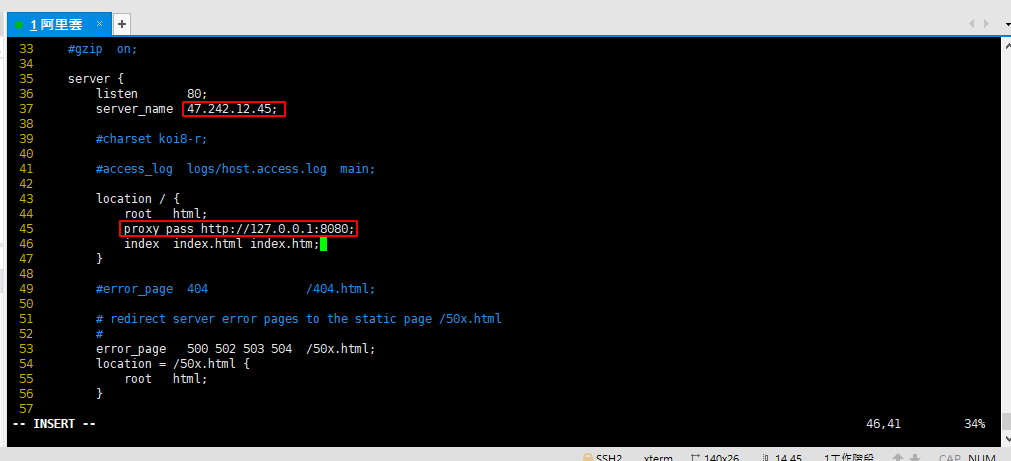 1 阿里雲 × +
33 #gzip  on;
34
35 server {
36 listen       80;
37 server_name  47.242.12.45;
38
39 #charset koi8-r;
40
41 #access_log  logs/host.access.log  main;
42
43 location / {
44 root   html;
45 proxy pass http://127.0.0.1:8080;
46 index  index.html index.htm;
47 }
48
49 #error_page  404              /404.html;
50
51 # redirect server error pages to the static page /50x.html
52 #
53 error_page   500 502 503 504  /50x.html;
54 location = /50x.html {
55 root   html;
56 }
57
-- INSERT -- 46,41 34%
SSH2 xterm 140x26 14,45 1工作階段 CAP NUM